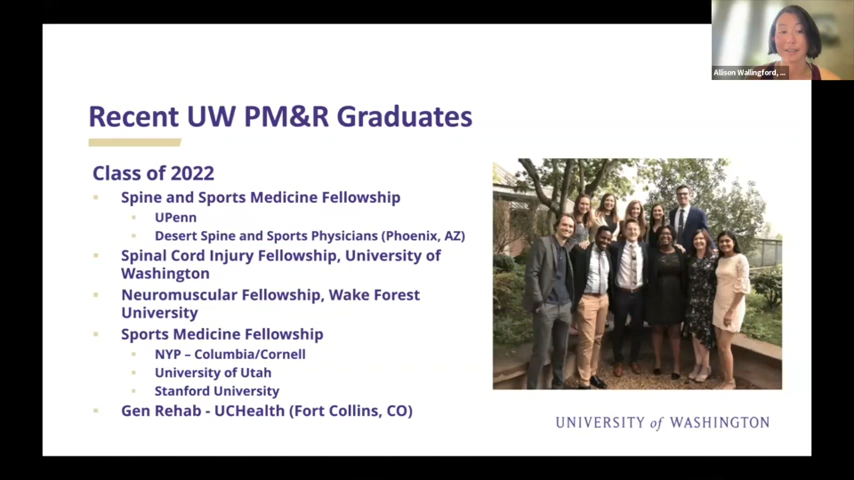 Allison Wallingford, ...
Recent UW PM&R Graduates
Class of 2022
Spine and Sports Medicine Fellowship
UPenn
Desert Spine and Sports Physicians (Phoenix, AZ)
Spinal Cord Injury Fellowship, University of
Washington
Neuromuscular Fellowship, Wake Forest
University
Sports Medicine Fellowship
NYP – Columbia/Cornell
University of Utah
Stanford University
Gen Rehab - UCHealth (Fort Collins, CO)
UNIVERSITY of WASHINGTON